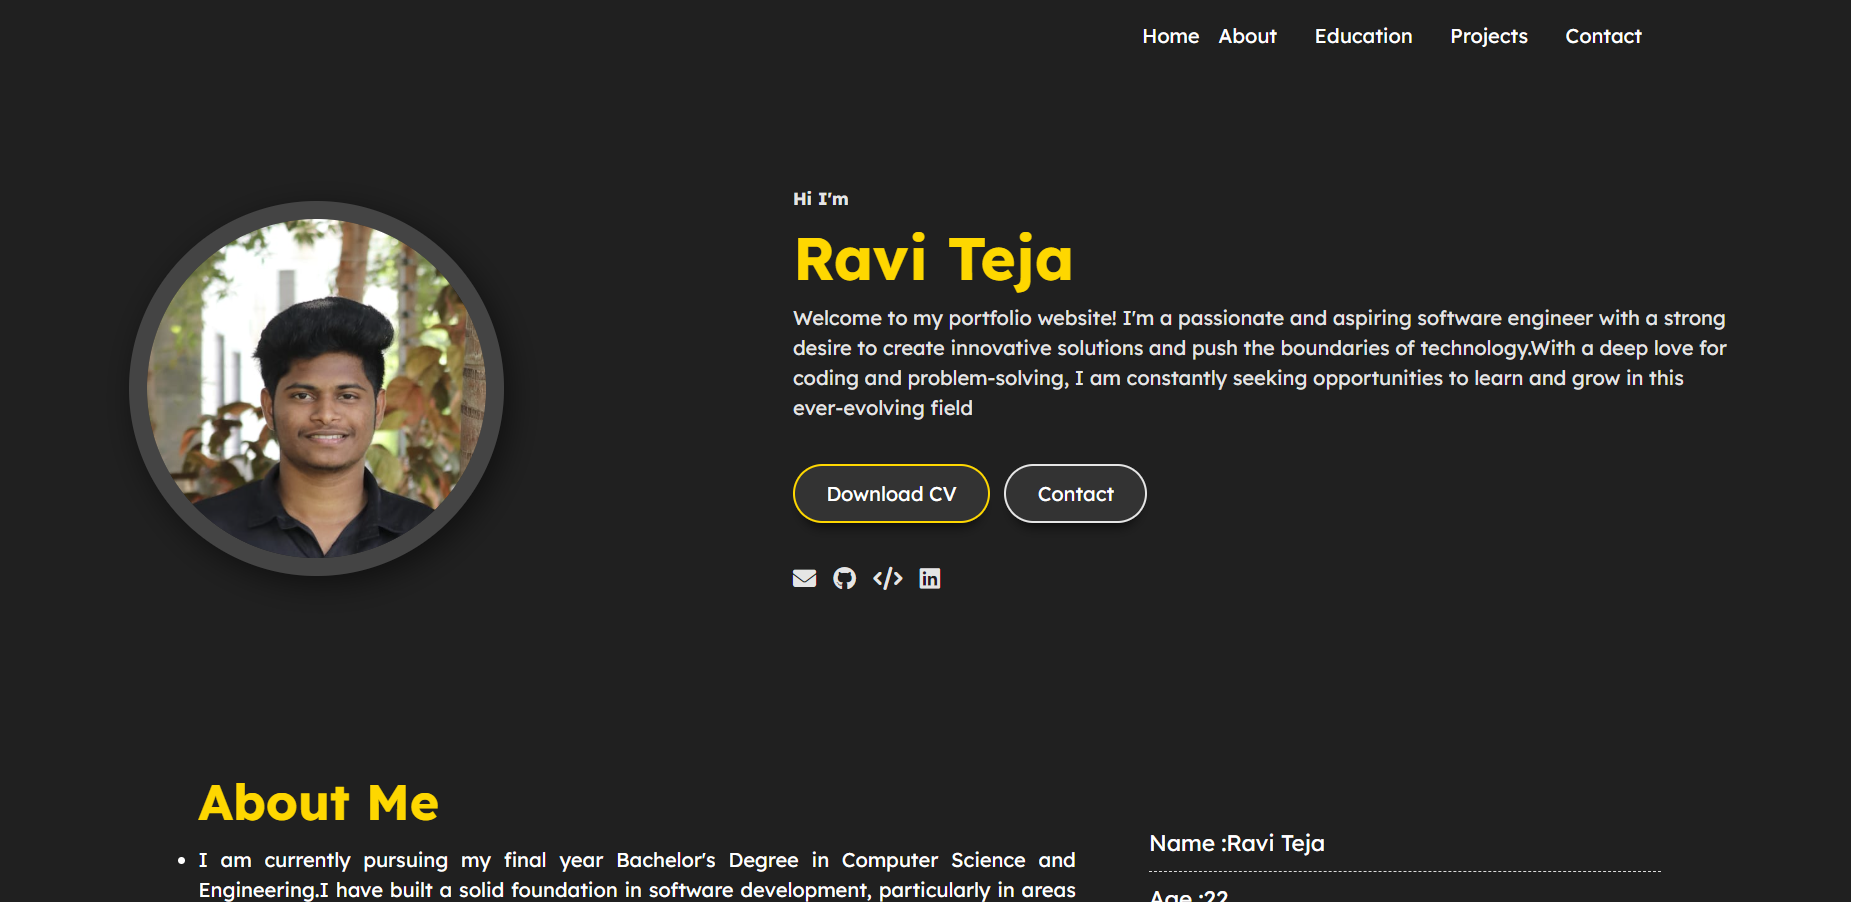 Home About Education Projects Contact
Hi I'm
Ravi Teja
Welcome to my portfolio website! I'm a passionate and aspiring software engineer with a strong
desire to create innovative solutions and push the boundaries of technology.With a deep love for
coding and problem-solving, I am constantly seeking opportunities to learn and grow in this
ever-evolving field
Download CV Contact
About Me
I am currently pursuing my final year Bachelor's Degree in Computer Science and
Engineering.I have built a solid foundation in software development, particularly in areas
Name :Ravi Teja
Age :22